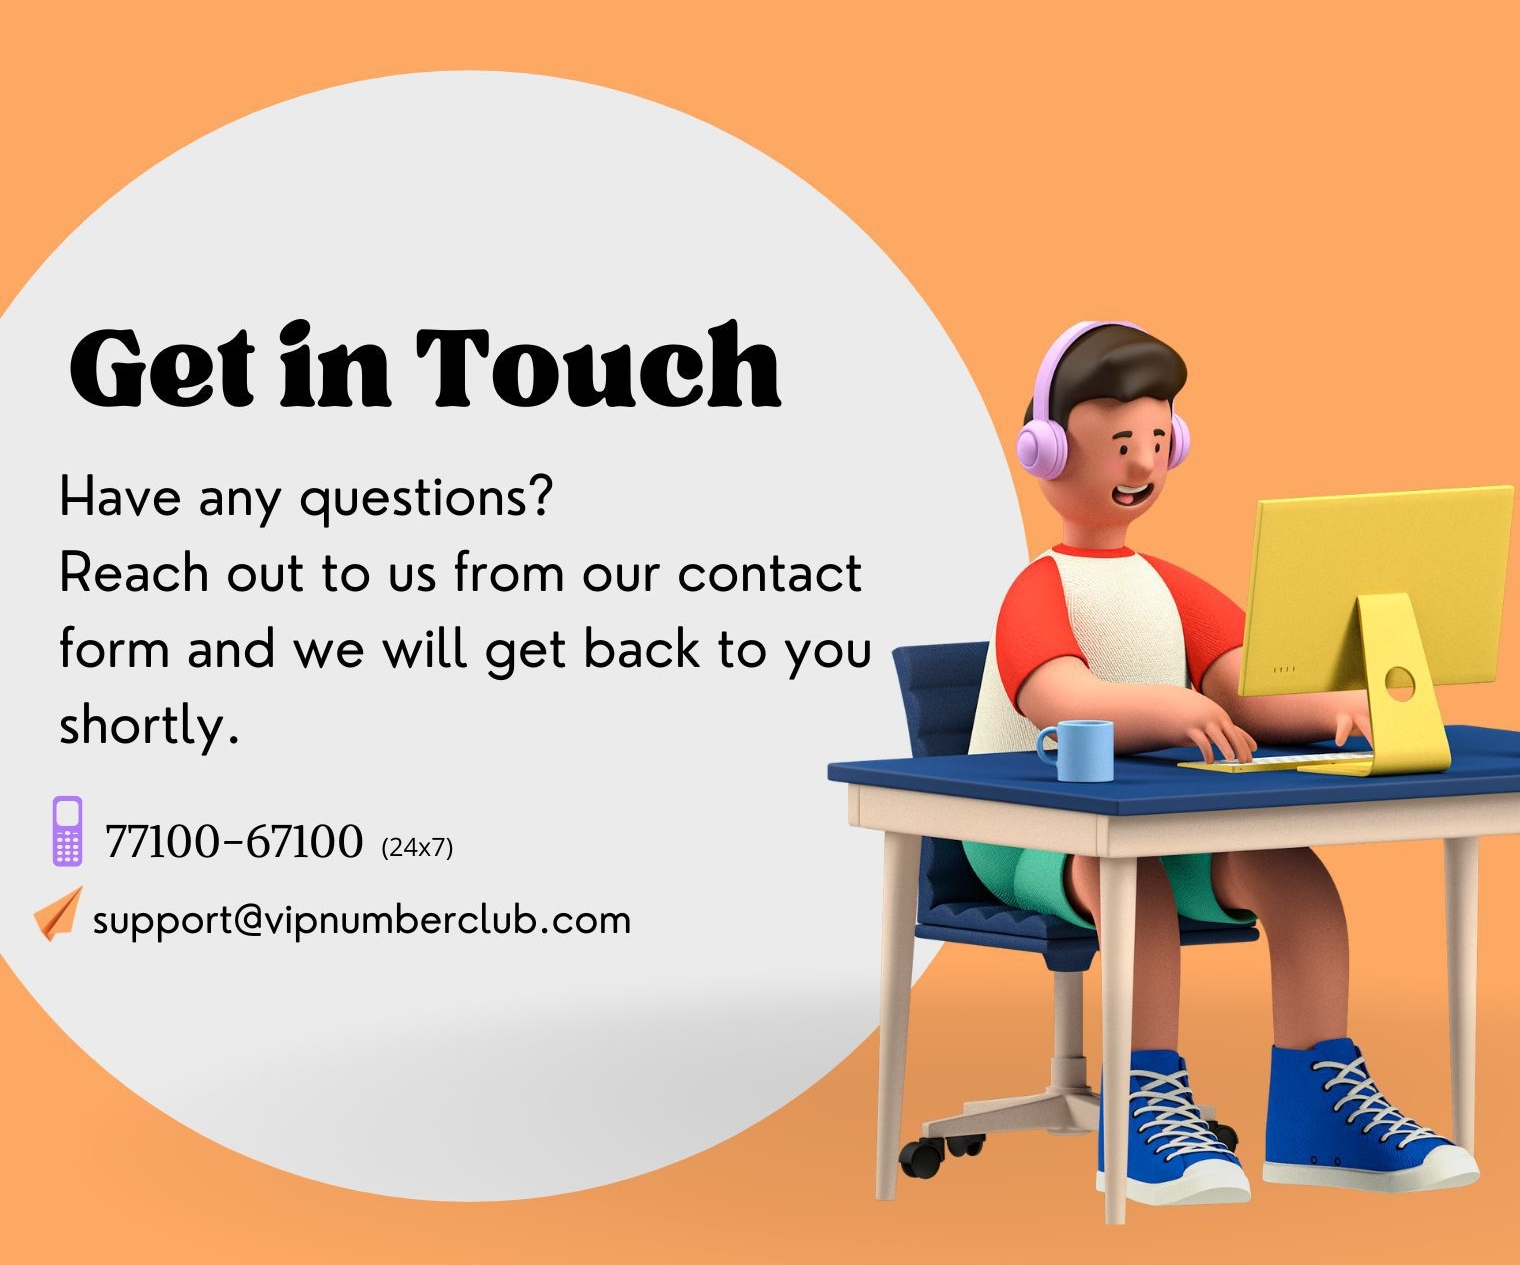 Get in Touch
Have any questions?
Reach out to us from our contact
form and we will get back to you
shortly.
77100-67100 (24x7)
support@vipnumberclub.com